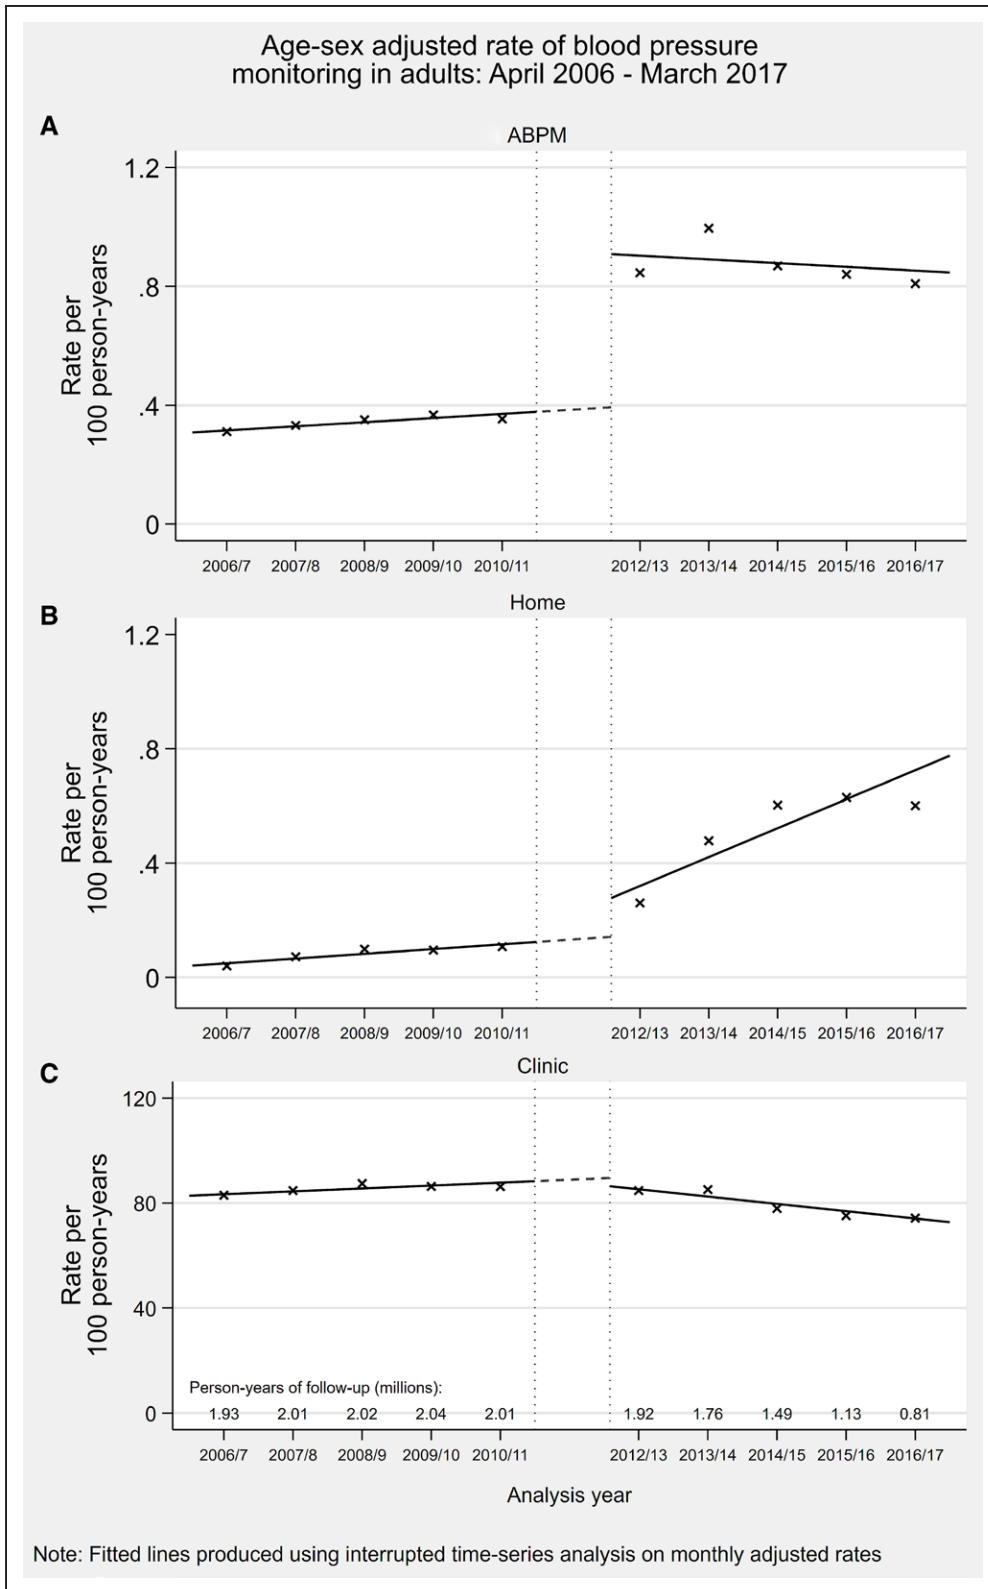 Age-sex adjusted rate of blood pressure
monitoring in adults: April 2006 - March 2017
A
ABPM
Rate per
100 person-years
1.2
.8
.4
0
2006/7 2007/8 2008/9 2009/10 2010/11 2012/13 2013/14 2014/15 2015/16 2016/17
B
Home
Rate per
100 person-years
1.2
.8
.4
0
2006/7 2007/8 2008/9 2009/10 2010/11 2012/13 2013/14 2014/15 2015/16 2016/17
C
Clinic
Rate per
100 person-years
120
80
40
0
Person-years of follow-up (millions):
1.93 2.01 2.02 2.04 2.01 1.92 1.76 1.49 1.13 0.81
2006/7 2007/8 2008/9 2009/10 2010/11 2012/13 2013/14 2014/15 2015/16 2016/17
Analysis year
Note: Fitted lines produced using interrupted time-series analysis on monthly adjusted rates